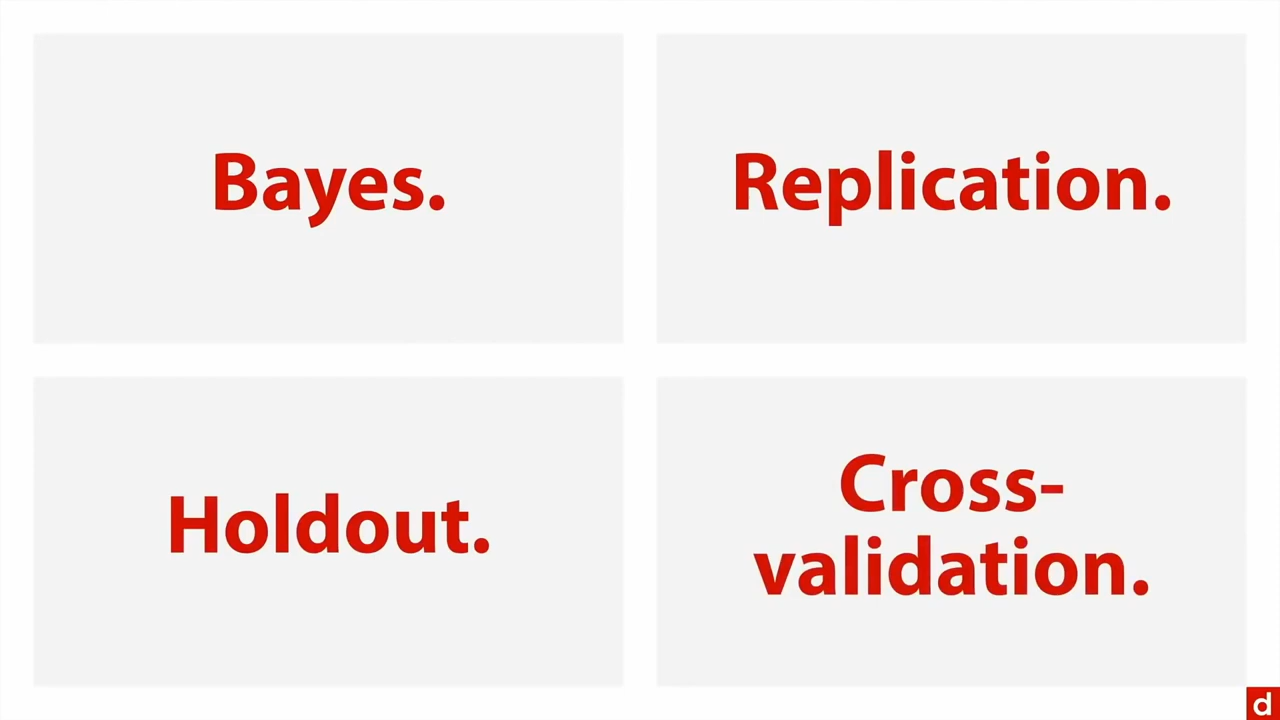 Bayes.
Replication.
Holdout.
Cross-
validation.
d